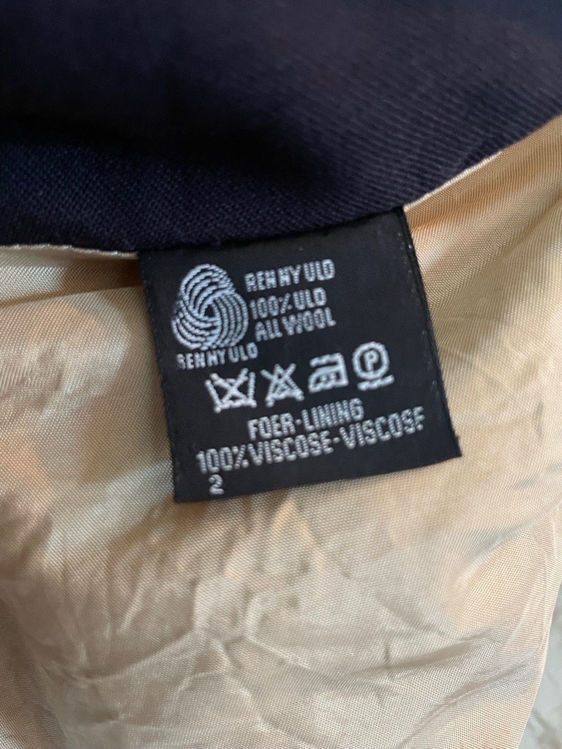 REN NY ULD
100% ULD
ALL WOOL
REN NY ULD
P
FOER-LINING
100% VISCOSE-VISCOSE
2